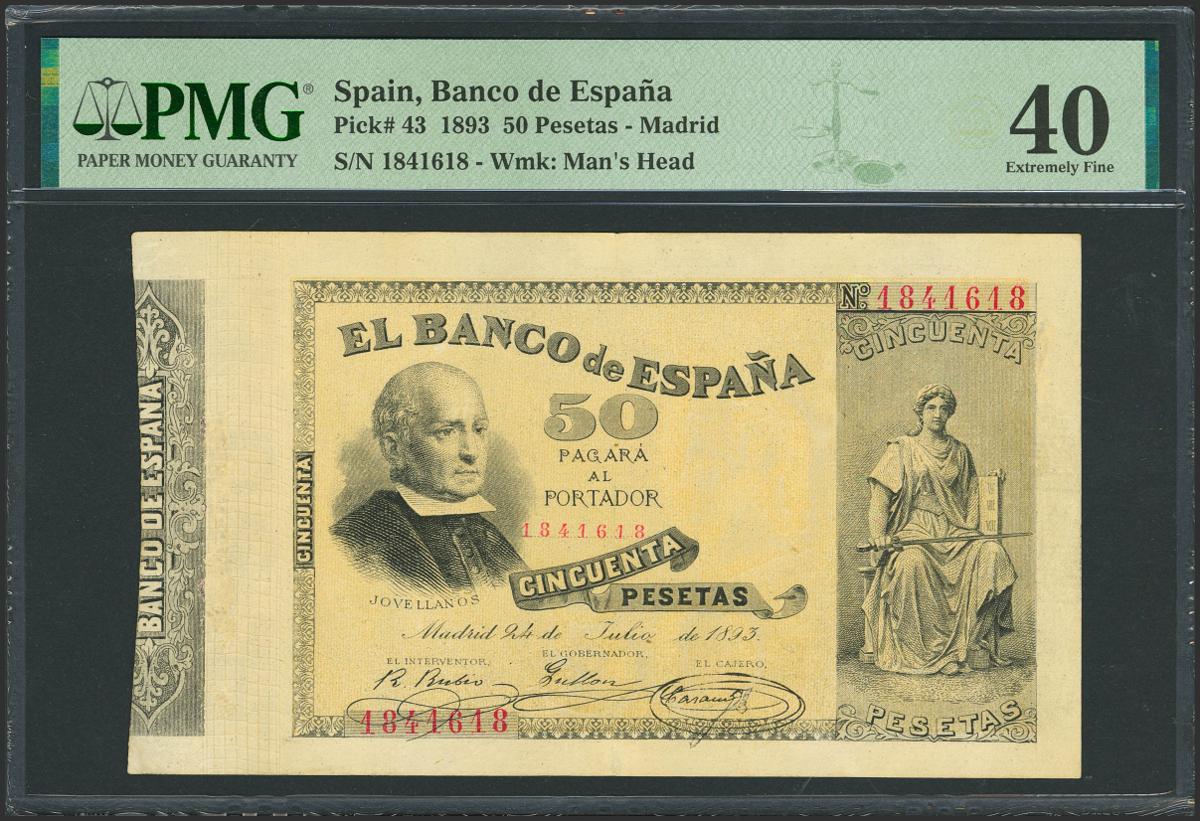 PMG®
PAPER MONEY GUARANTY
Spain, Banco de España
Pick# 43 1893 50 Pesetas - Madrid
S/N 1841618 - Wmk: Man's Head
40
Extremely Fine
BANCO DE ESPAÑA
CINCUENTA
EL BANCO de ESPAÑA
50
PAGARÁ
AL
PORTADOR
1841618
CINCUENTA
PESETAS
JOVELLANOS
Madrid 24 de Julio de 1893.
EL INTERVENTOR,
EL GOBERNADOR,
EL CAJERO,
R. Rubio
Gullon
1841618
Nº. 1841618
CINCUENTA
PESETAS